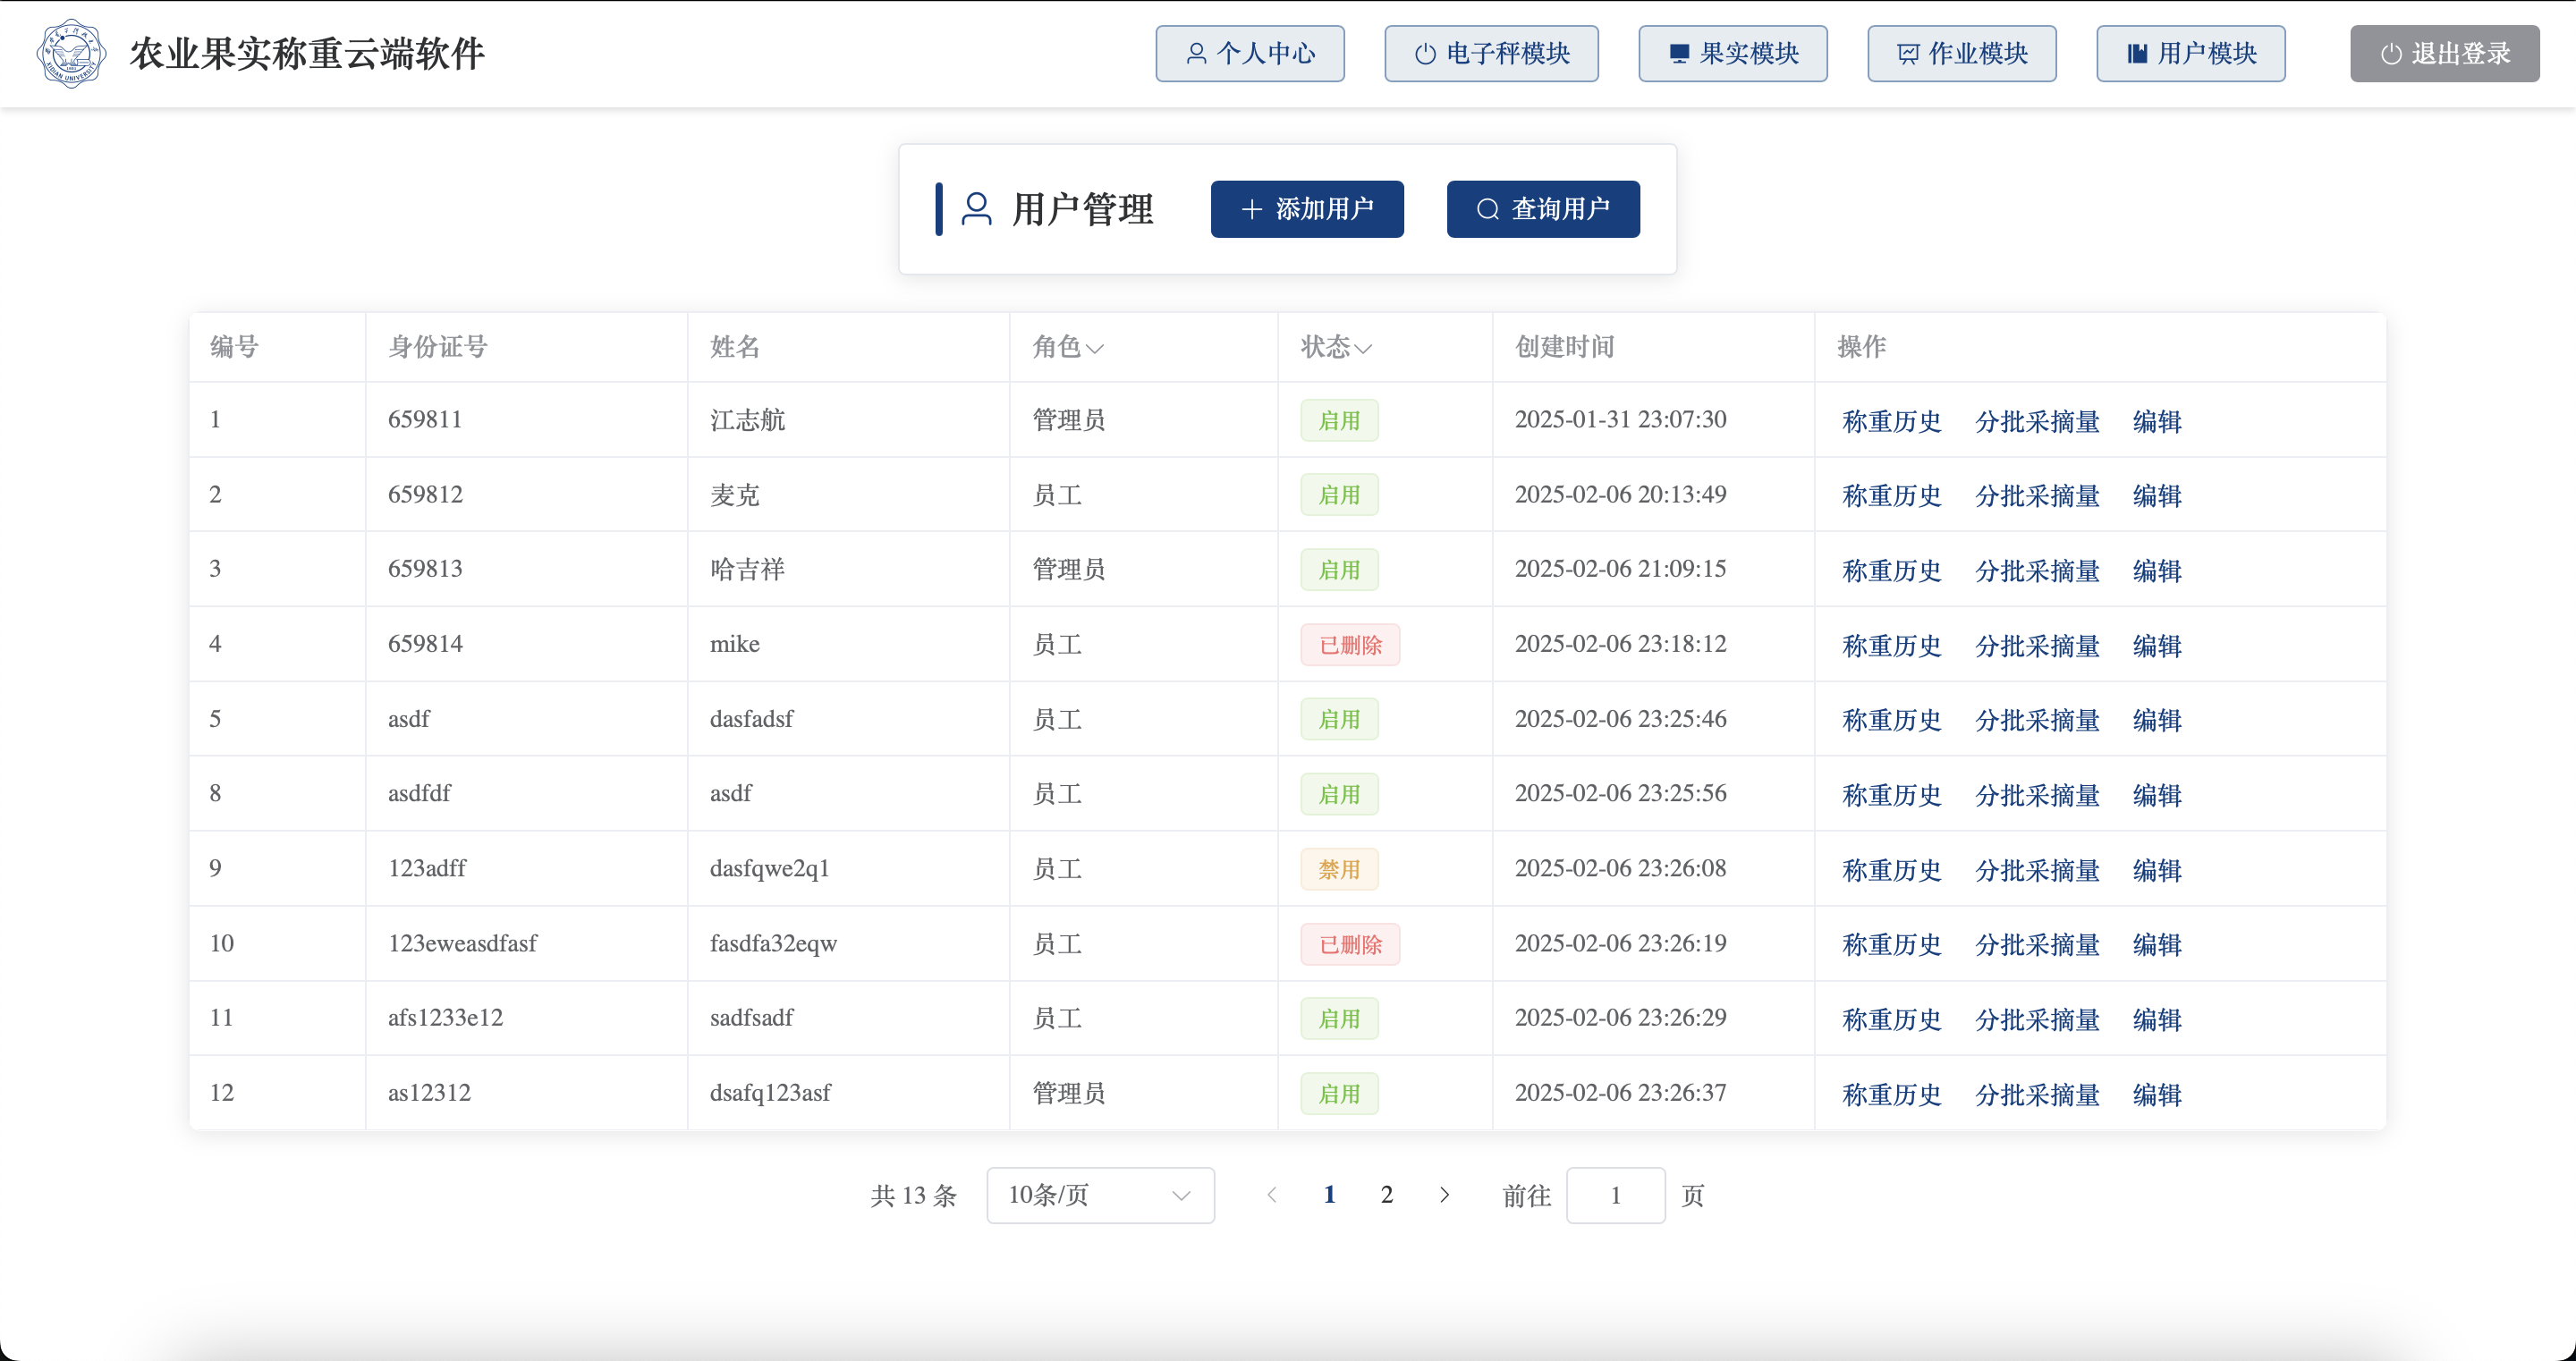 农业果实称重云端软件 个人中心 电子秤模块 果实模块 作业模块 用户模块 退出登录
XIDIAN UNIVERSITY
用户管理 添加用户 查询用户
编号 身份证号 姓名 角色 状态 创建时间 操作
1 659811 江志航 管理员 启用 2025-01-31 23:07:30 称重历史 分批采摘量 编辑
2 659812 麦克 员工 启用 2025-02-06 20:13:49 称重历史 分批采摘量 编辑
3 659813 哈吉祥 管理员 启用 2025-02-06 21:09:15 称重历史 分批采摘量 编辑
4 659814 mike 员工 已删除 2025-02-06 23:18:12 称重历史 分批采摘量 编辑
5 asdf dasfadsf 员工 启用 2025-02-06 23:25:46 称重历史 分批采摘量 编辑
8 asdfdf asdf 员工 启用 2025-02-06 23:25:56 称重历史 分批采摘量 编辑
9 123adff dasfqwe2q1 员工 禁用 2025-02-06 23:26:08 称重历史 分批采摘量 编辑
10 123eweasdfasf fasdfa32eqw 员工 已删除 2025-02-06 23:26:19 称重历史 分批采摘量 编辑
11 afs1233e12 sadfsadf 员工 启用 2025-02-06 23:26:29 称重历史 分批采摘量 编辑
12 as12312 dsafq123asf 管理员 启用 2025-02-06 23:26:37 称重历史 分批采摘量 编辑
共 13 条 10条/页 1 2 前往 1 页